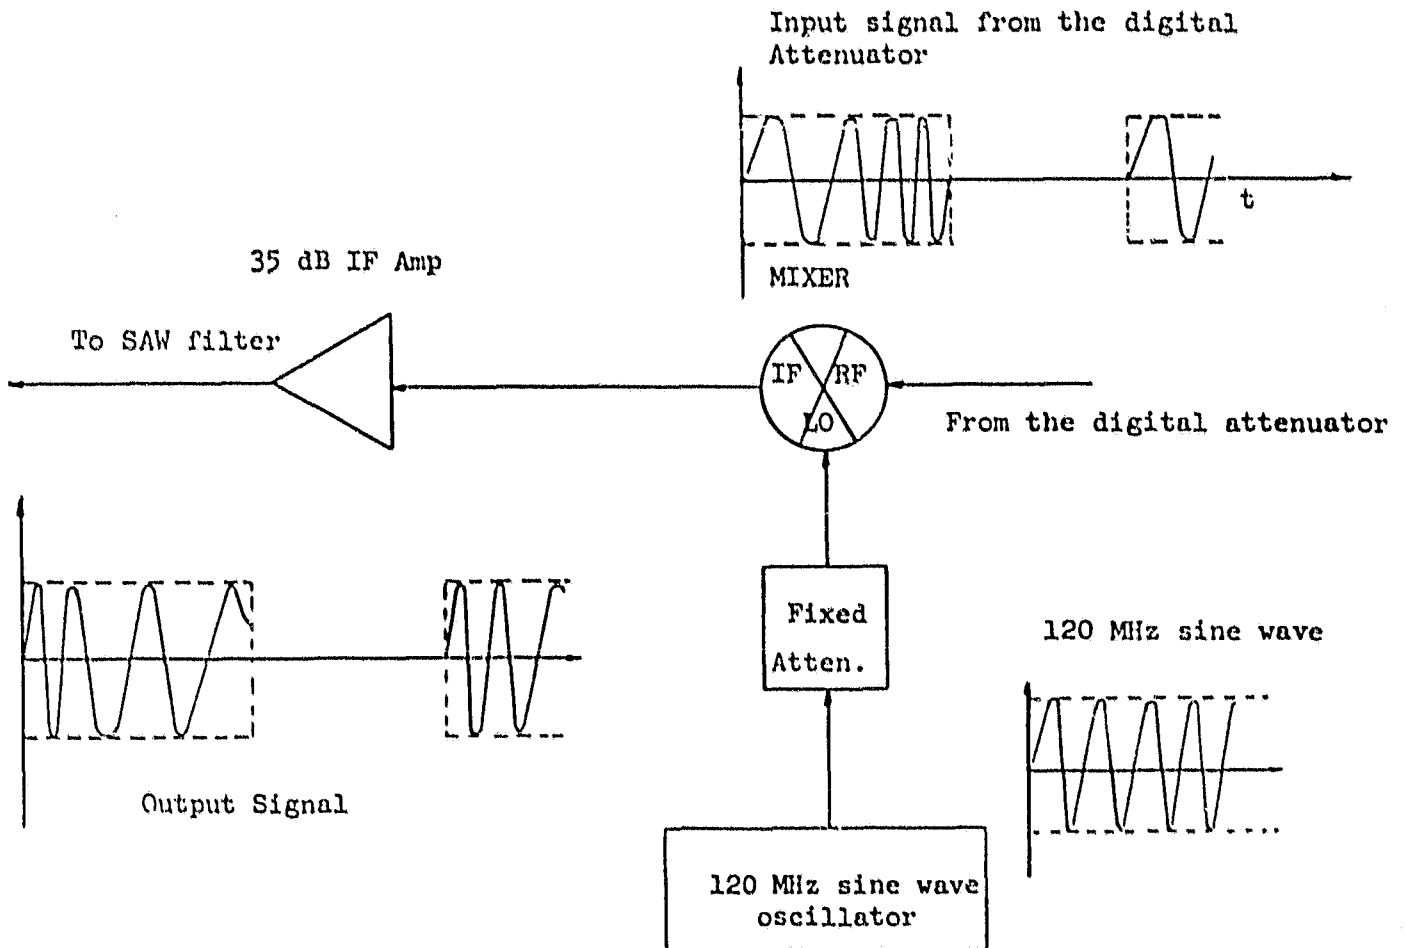 Input signal from the digital
Attenuator
t
MIXER
35 dB IF Amp
To SAW filter
IF
RF
LO
From the digital attenuator
Fixed
Atten.
120 MHz sine wave
Output Signal
120 MHz sine wave
oscillator